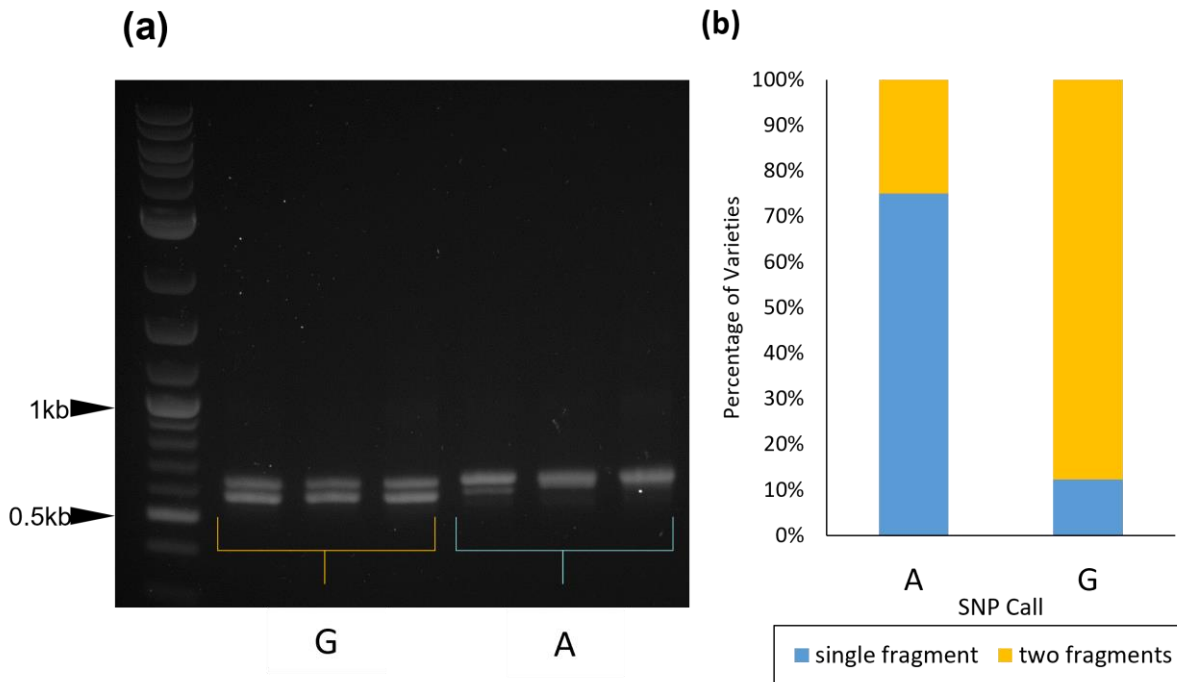 (a)
1kb
0.5kb
G
A
(b)
100%
90%
80%
70%
60%
50%
40%
30%
20%
10%
0%
Percentage of Varieties
A
G
SNP Call
single fragment
two fragments